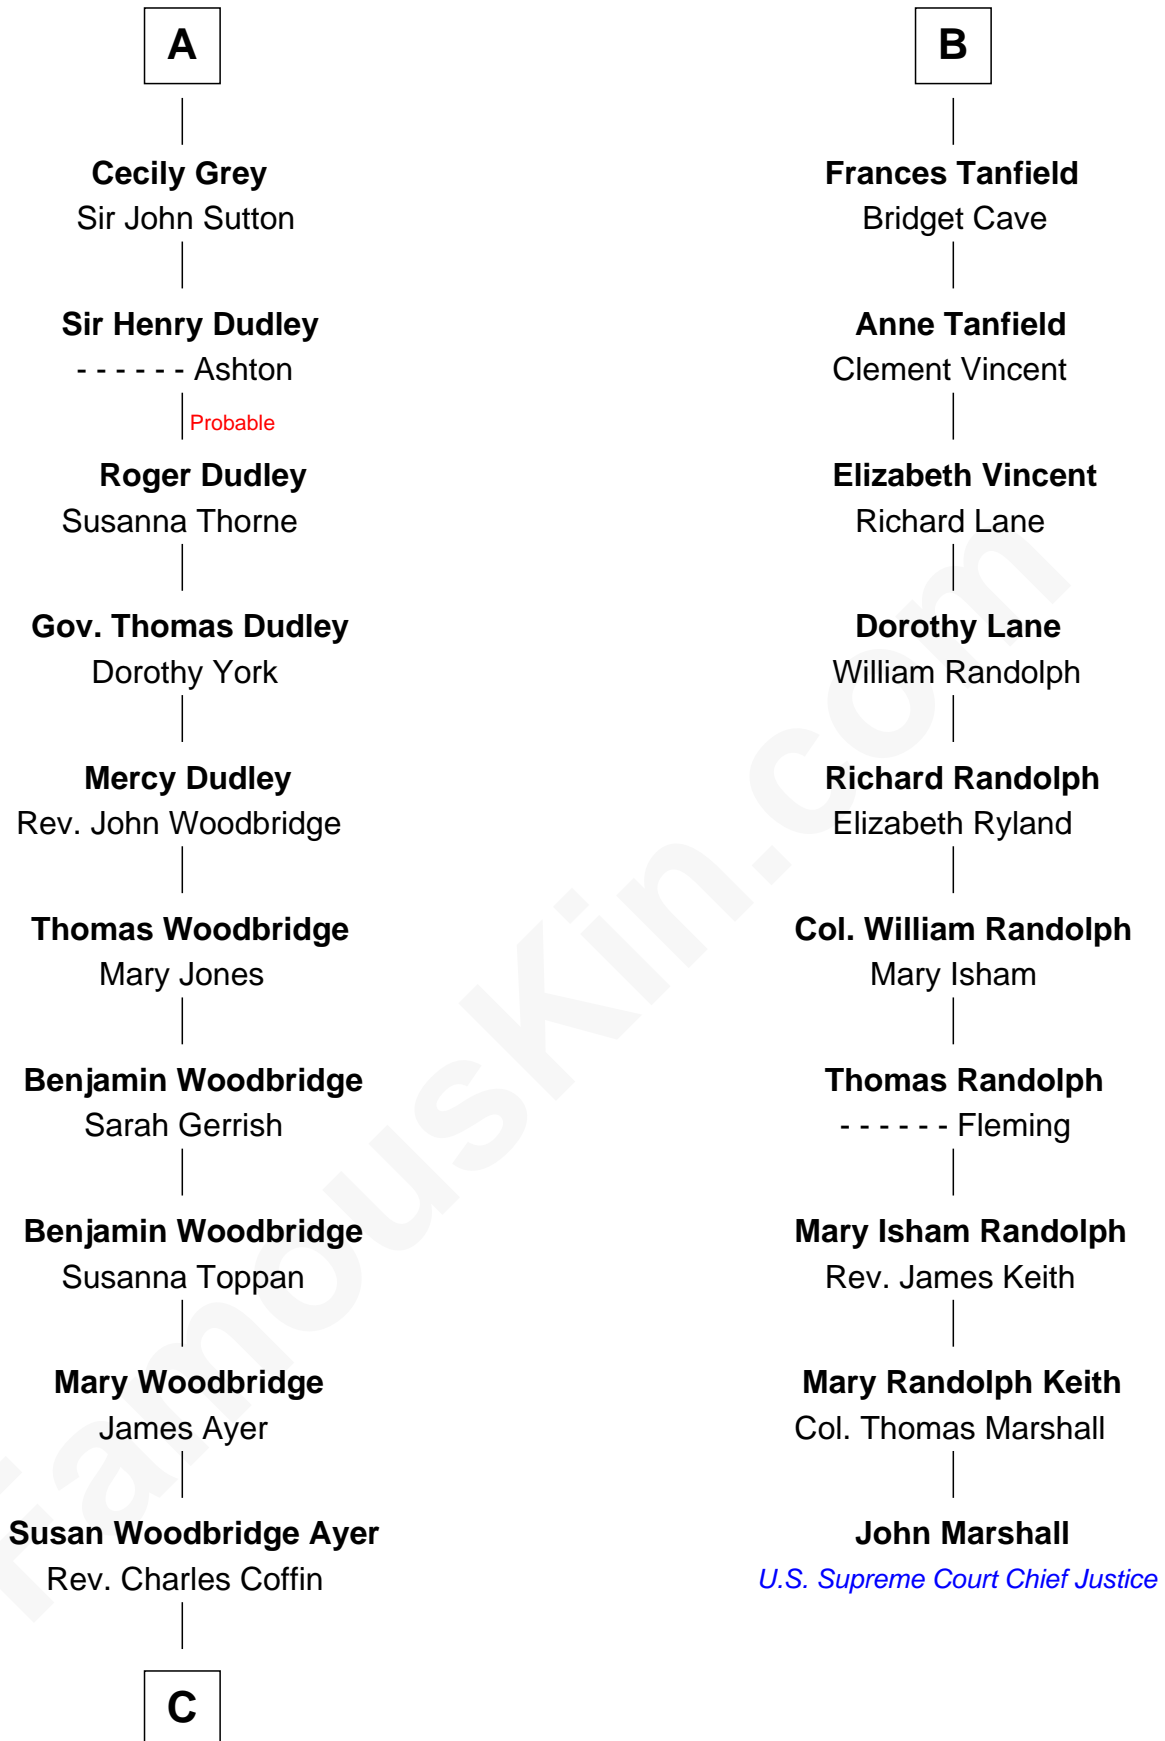 A
Cecily Grey
Sir John Sutton
Sir Henry Dudley
- - - - - - Ashton
Probable
Roger Dudley
Susanna Thorne
Gov. Thomas Dudley
Dorothy York
Mercy Dudley
Rev. John Woodbridge
Thomas Woodbridge
Mary Jones
Benjamin Woodbridge
Sarah Gerrish
Benjamin Woodbridge
Susanna Toppan
Mary Woodbridge
James Ayer
Susan Woodbridge Ayer
Rev. Charles Coffin
C
B
Frances Tanfield
Bridget Cave
Anne Tanfield
Clement Vincent
Elizabeth Vincent
Richard Lane
Dorothy Lane
William Randolph
Richard Randolph
Elizabeth Ryland
Col. William Randolph
Mary Isham
Thomas Randolph
- - - - - - Fleming
Mary Isham Randolph
Rev. James Keith
Mary Randolph Keith
Col. Thomas Marshall
John Marshall
U.S. Supreme Court Chief Justice
FamousKin.com